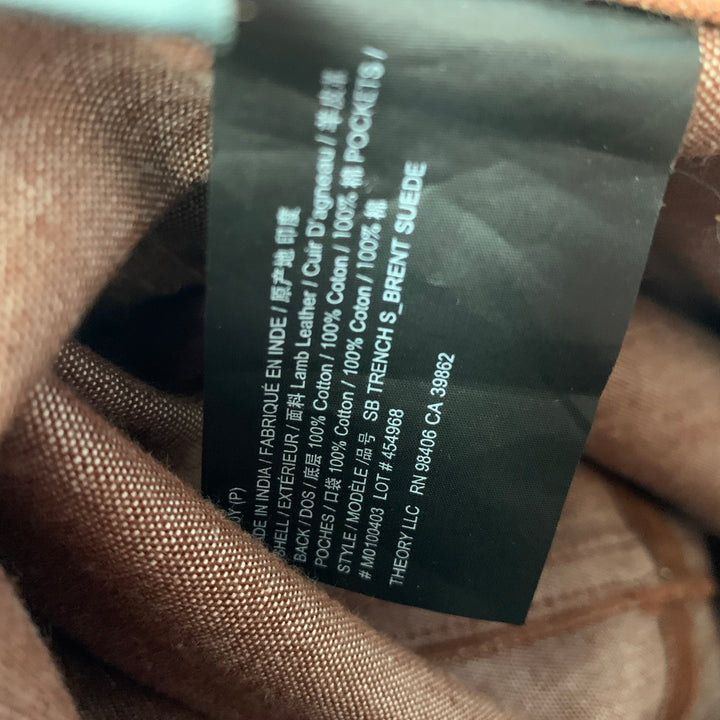 MADE IN INDIA / FABRIQUÉ EN INDE / 原产地 印度
SHELL / EXTÉRIEUR / 面料 Lamb Leather / Cuir D'agneau / 羊皮革
BACK / DOS / 底层 100% Cotton / 100% Coton / 100% 棉 POCKETS /
POCHES / 口袋 100% Cotton / 100% Coton / 100% 棉
STYLE / MODÈLE / 品号 SB TRENCH S_BRENT SUEDE
# M0100403 LOT # 454968
THEORY LLC RN 98406 CA 39862